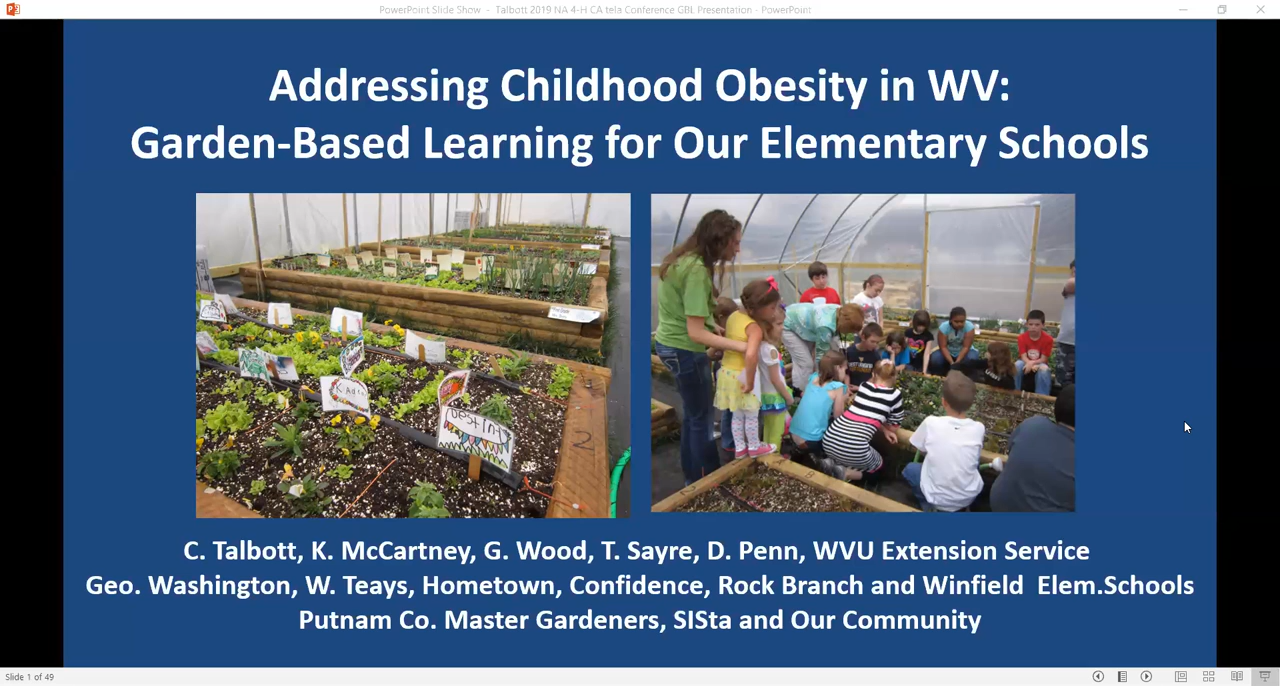 PowerPoint Slide Show - Talbott 2019 NA 4-H CA tela Conference GBL Presentation - PowerPoint
Addressing Childhood Obesity in WV:
Garden-Based Learning for Our Elementary Schools
Destiny
2
C. Talbott, K. McCartney, G. Wood, T. Sayre, D. Penn, WVU Extension Service
Geo. Washington, W. Teays, Hometown, Confidence, Rock Branch and Winfield Elem.Schools
Putnam Co. Master Gardeners, SISta and Our Community
Slide 1 of 49